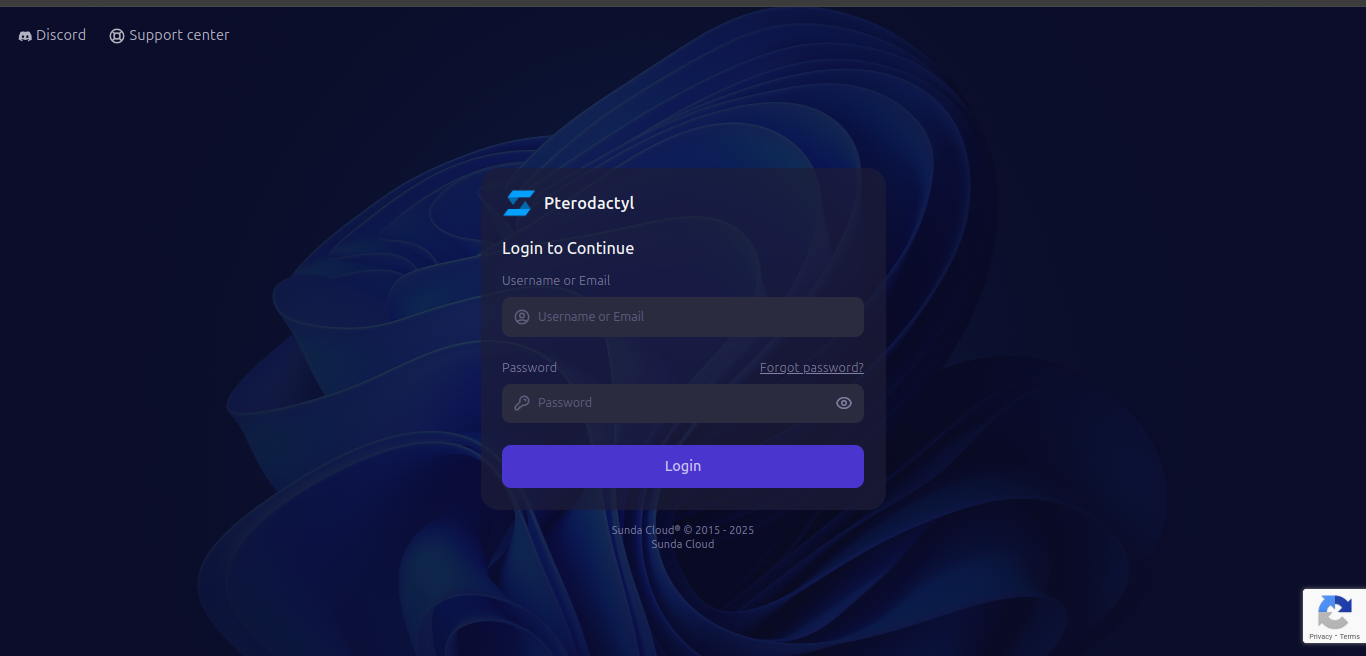 Discord
Support center
Pterodactyl
Login to Continue
Username or Email
Username or Email
Password
Forgot password?
Password
Login
Sunda Cloud® © 2015 - 2025
Sunda Cloud
Privacy - Terms